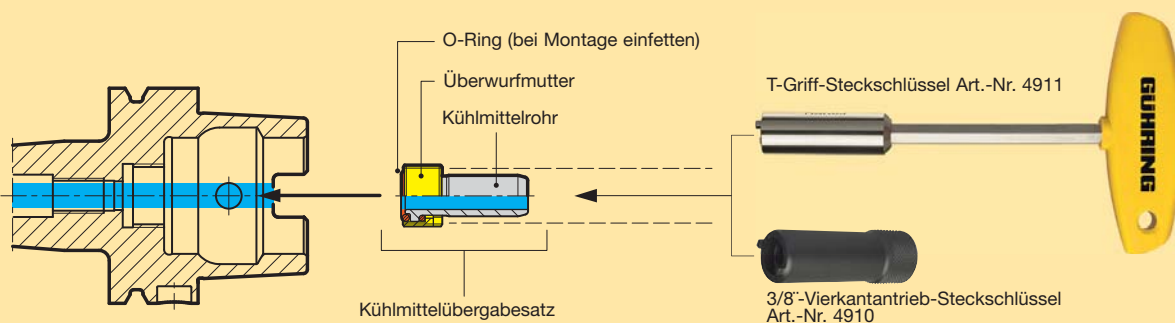 O-Ring (bei Montage einfetten)
Überwurfmutter
Kühlmittelrohr
Kühlmittelübergabesatz
T-Griff-Steckschlüssel Art.-Nr. 4911
GÜHRING
3/8¨-Vierkantantrieb-Steckschlüssel
Art.-Nr. 4910